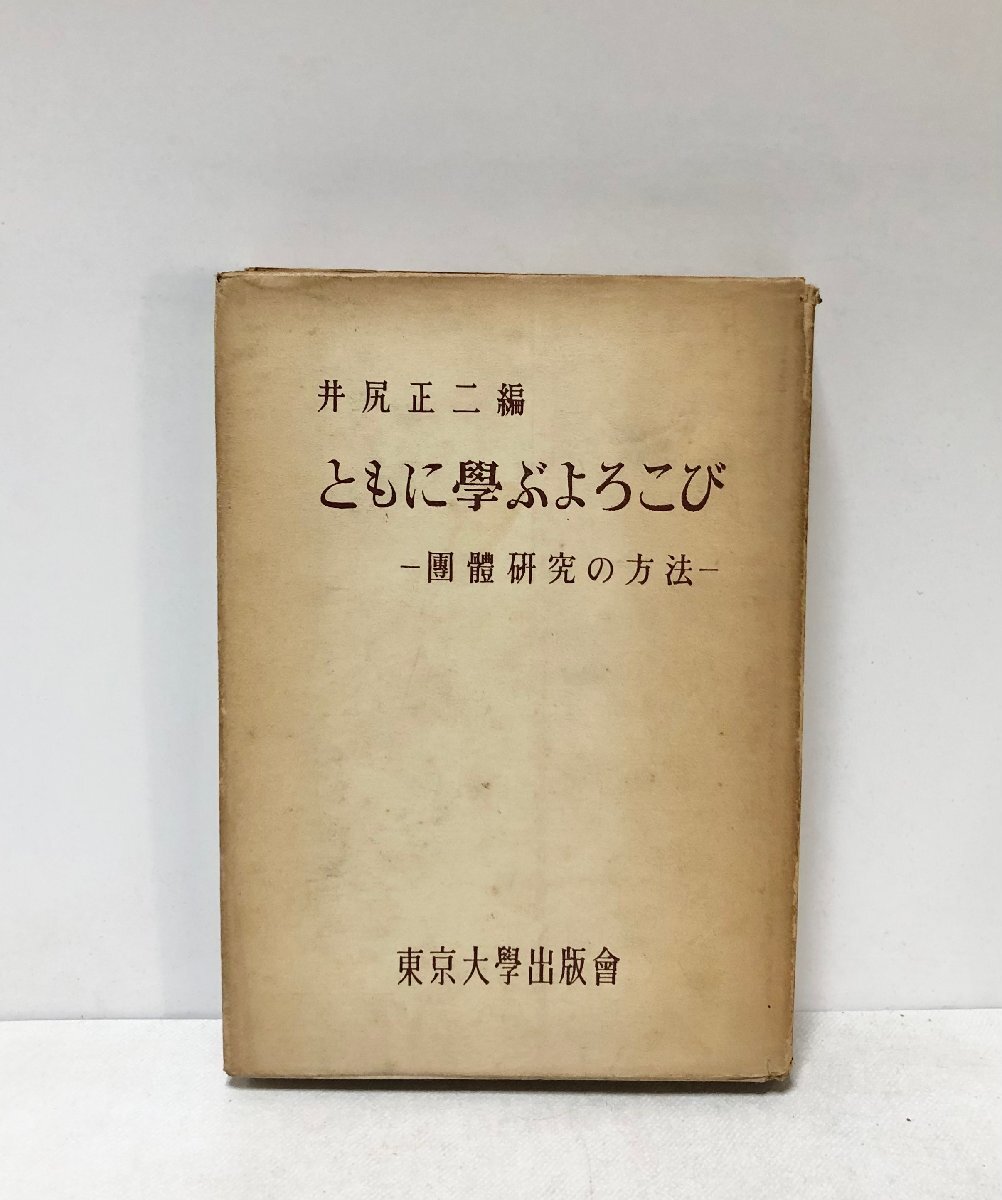 井尻正二編
ともに學ぶよろこび
―團體研究の方法―
東京大學出版會